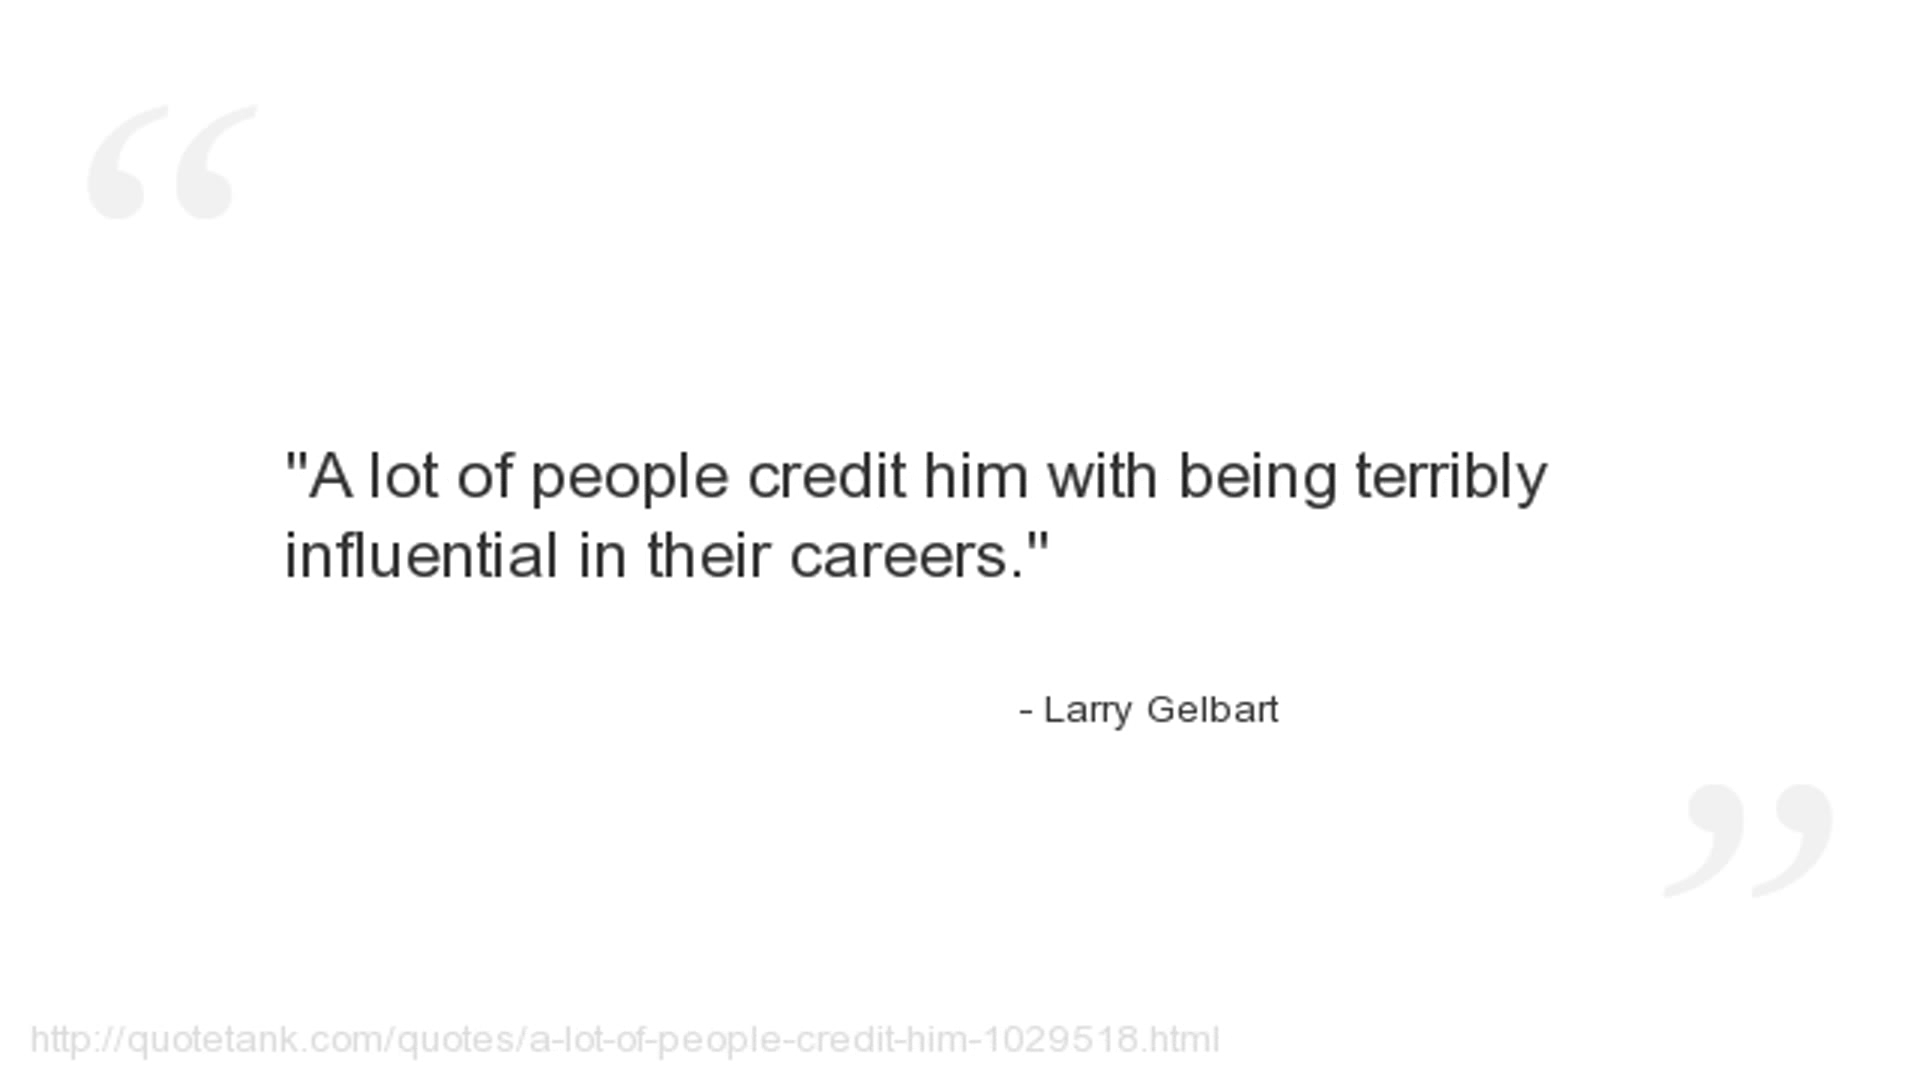 "A lot of people credit him with being terribly
influential in their careers."
- Larry Gelbart
http://quotetank.com/quotes/a-lot-of-people-credit-him-1029518.html